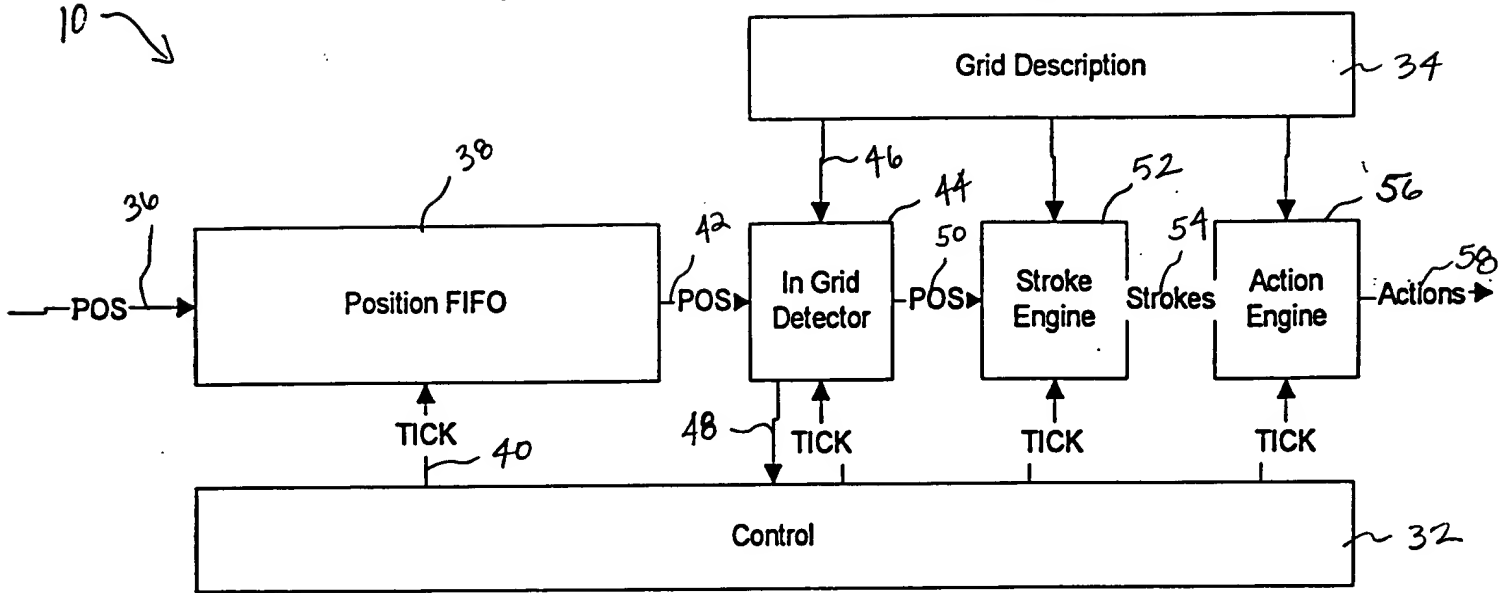 10
Grid Description
34
38
46
52
44
56
36
42
50
54
58
POS
Position FIFO
POS
In Grid
Detector
POS
Stroke
Engine
Strokes
Action
Engine
Actions
TICK
48
TICK
TICK
TICK
40
Control
32